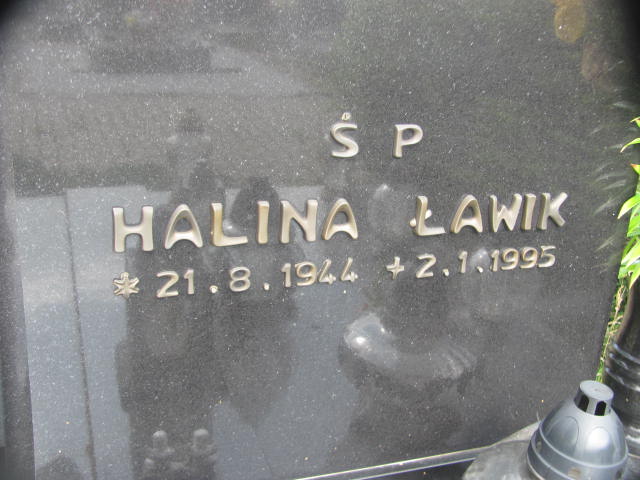 Ś P
HALINA ŁAWIK
* 21.8.1944 + 2.1.1995